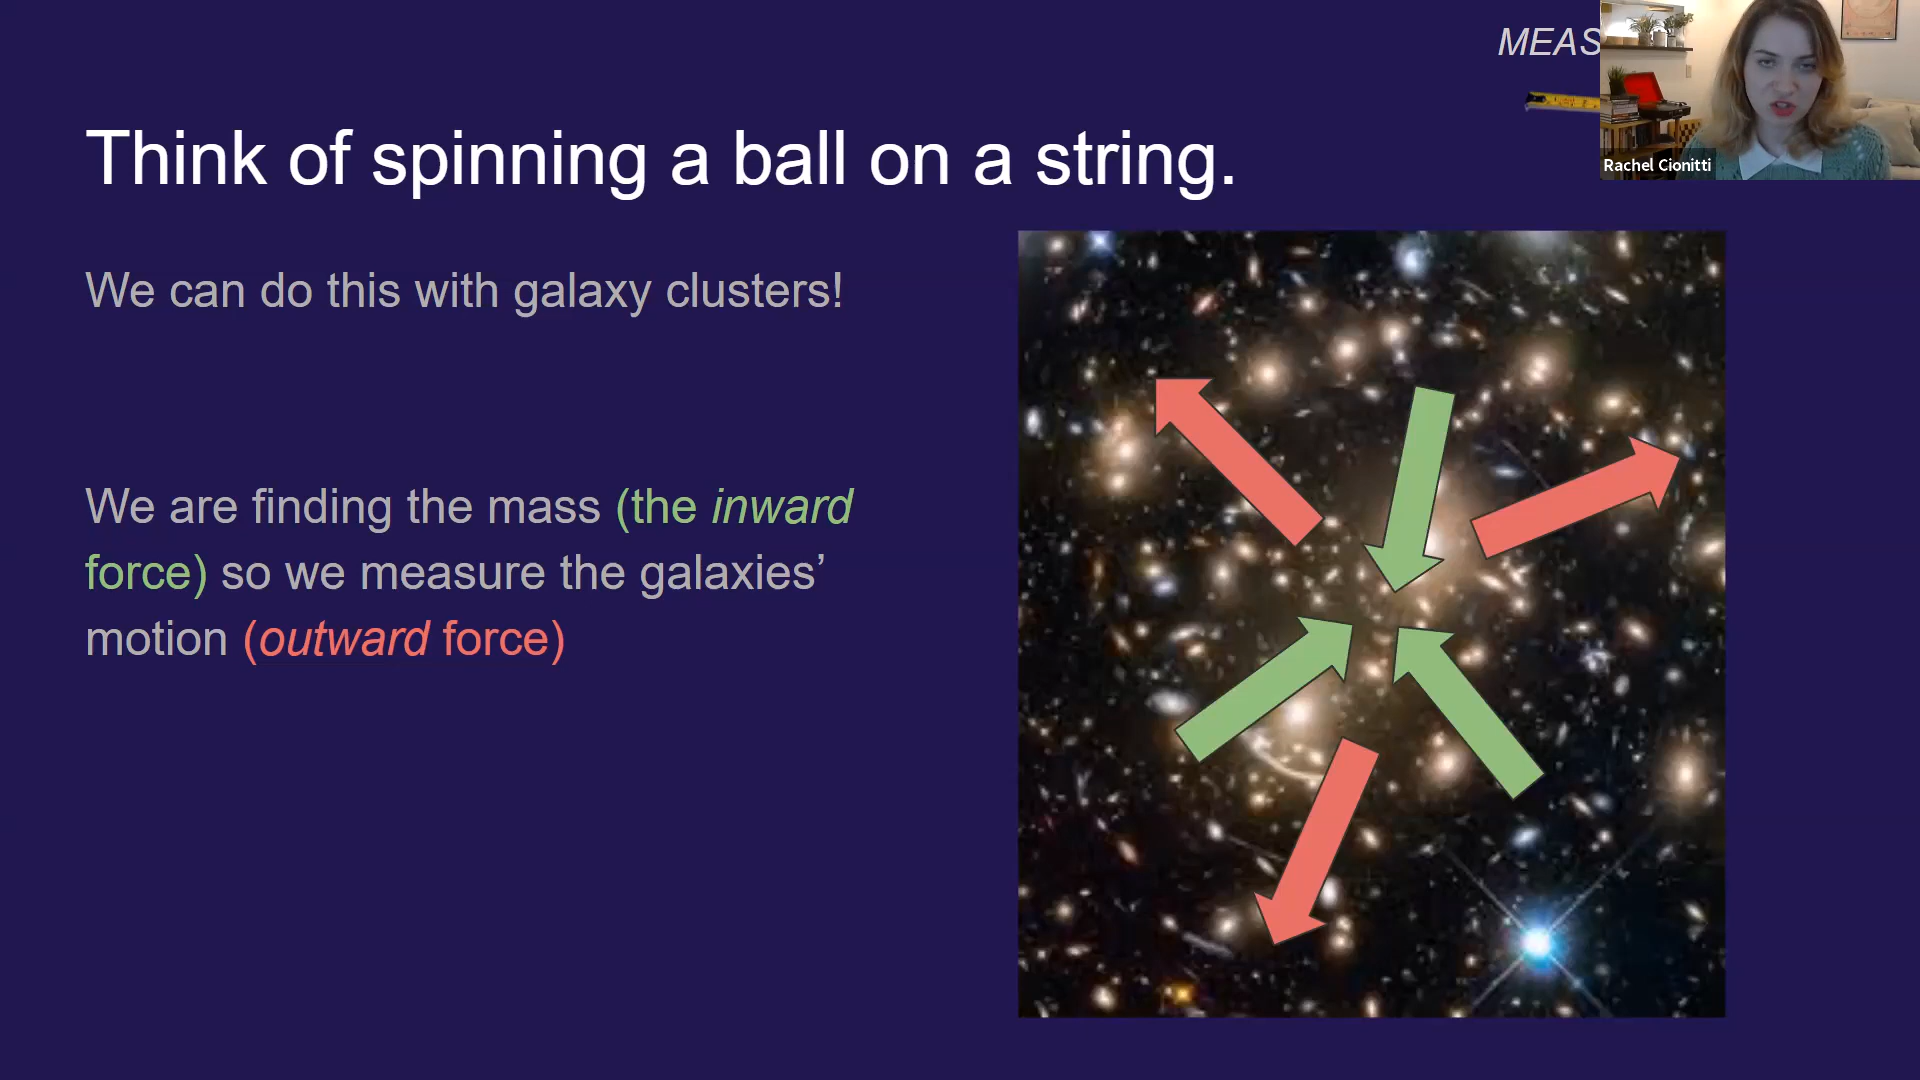 MEAS
Think of spinning a ball on a string.
Rachel Cionitti
We can do this with galaxy clusters!
We are finding the mass (the inward
force) so we measure the galaxies’
motion (outward force)